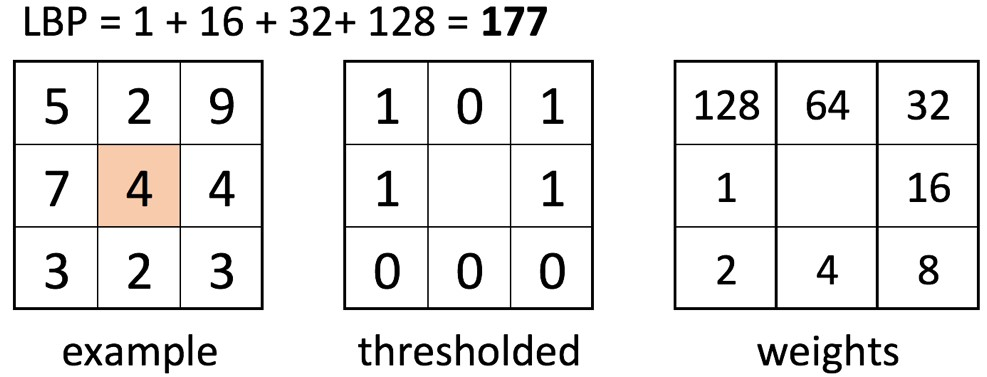 LBP = 1 + 16 + 32+ 128 = 177
5 2 9
7 4 4
3 2 3
example
1 0 1
1 1
0 0 0
thresholded
128 64 32
1 16
2 4 8
weights